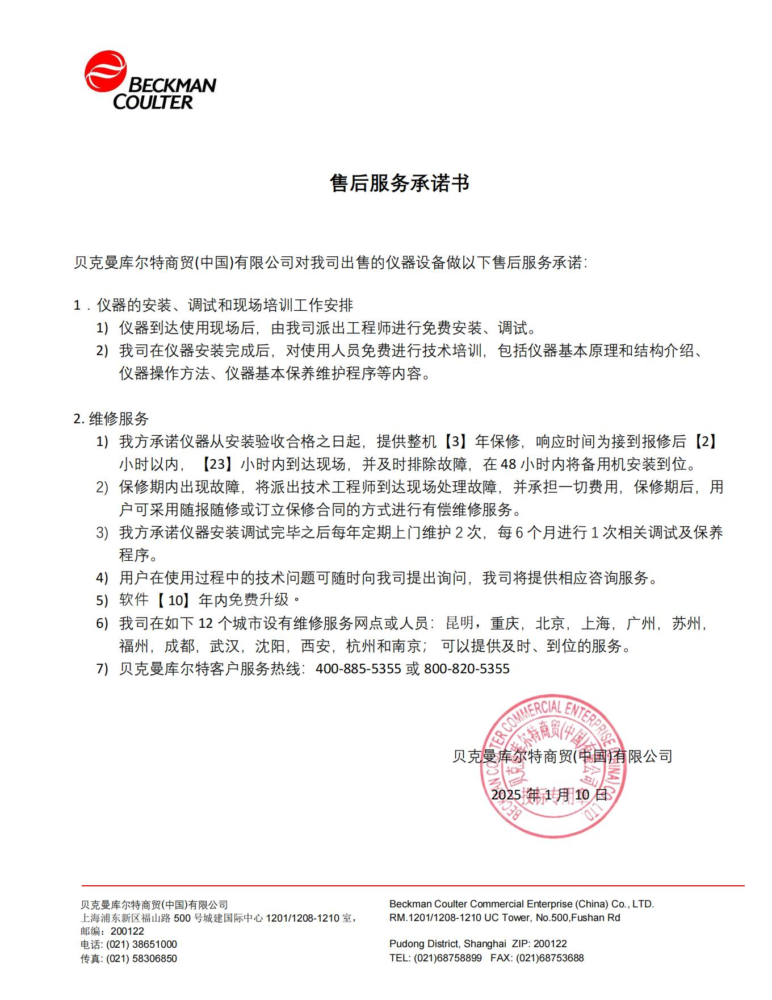 BECKMAN
COULTER
售后服务承诺书
贝克曼库尔特商贸(中国)有限公司对我司出售的仪器设备做以下售后服务承诺：
1．仪器的安装、调试和现场培训工作安排
1) 仪器到达使用现场后，由我司派出工程师进行免费安装、调试。
2) 我司在仪器安装完成后，对使用人员免费进行技术培训，包括仪器基本原理和结构介绍、
仪器操作方法、仪器基本保养维护程序等内容。
2. 维修服务
1) 我方承诺仪器从安装验收合格之日起，提供整机【3】年保修，响应时间为接到报修后【2】
小时以内，【23】小时内到达现场，并及时排除故障，在 48 小时内将备用机安装到位。
2) 保修期内出现故障，将派出技术工程师到达现场处理故障，并承担一切费用，保修期后，用
户可采用随报随修或订立保修合同的方式进行有偿维修服务。
3) 我方承诺仪器安装调试完毕之后每年定期上门维护 2 次，每 6 个月进行 1 次相关调试及保养
程序。
4) 用户在使用过程中的技术问题可随时向我司提出询问，我司将提供相应咨询服务。
5) 软件【 10】年内免费升级。
6) 我司在如下 12 个城市设有维修服务网点或人员：昆明，重庆，北京，上海，广州，苏州，
福州，成都，武汉，沈阳，西安，杭州和南京； 可以提供及时、到位的服务。
7) 贝克曼库尔特客户服务热线：400-885-5355 或 800-820-5355
BECKMAN COULTER COMMERCIAL ENTERPRISE (CHINA) CO., LTD.
贝克曼库尔特商贸(中国)有限公司
投标专用章
贝克曼库尔特商贸(中国)有限公司
2025 年 1 月 10 日
贝克曼库尔特商贸(中国)有限公司
上海浦东新区福山路 500 号城建国际中心 1201/1208-1210 室，
邮编：200122
电话: (021) 38651000
传真: (021) 58306850
Beckman Coulter Commercial Enterprise (China) Co., LTD.
RM.1201/1208-1210 UC Tower, No.500,Fushan Rd
Pudong District, Shanghai ZIP: 200122
TEL: (021)68758899 FAX: (021)68753688